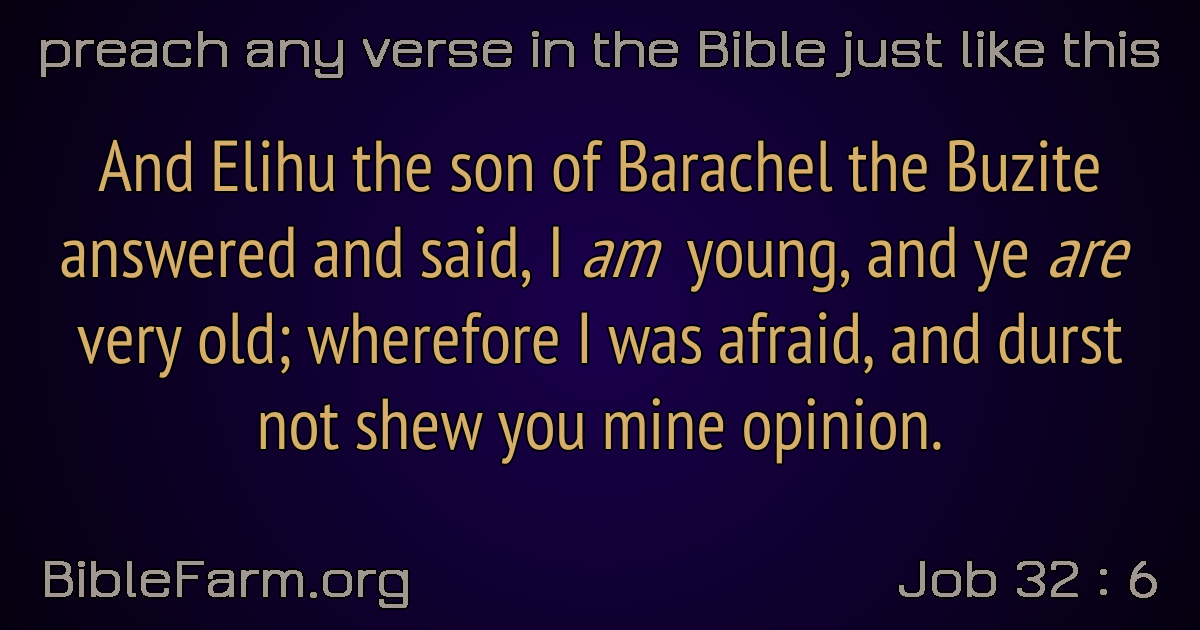 preach any verse in the Bible just like this
And Elihu the son of Barachel the Buzite
answered and said, I am young, and ye are
very old; wherefore I was afraid, and durst
not shew you mine opinion.
BibleFarm.org
Job 32 : 6